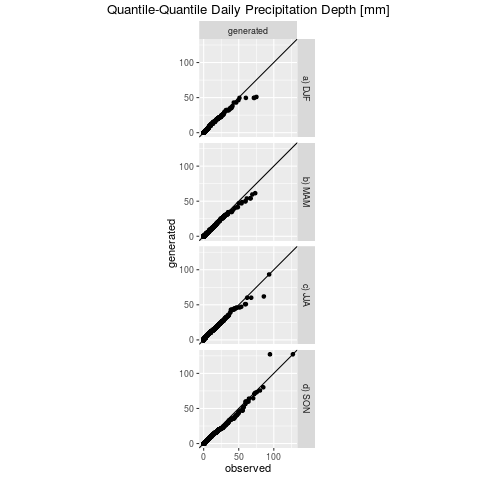 Quantile-Quantile Daily Precipitation Depth [mm]
generated
100
50
0
a) DJF
100
50
0
b) MAM
generated
100
50
0
c) JJA
100
50
0
d) SON
0 50 100
observed